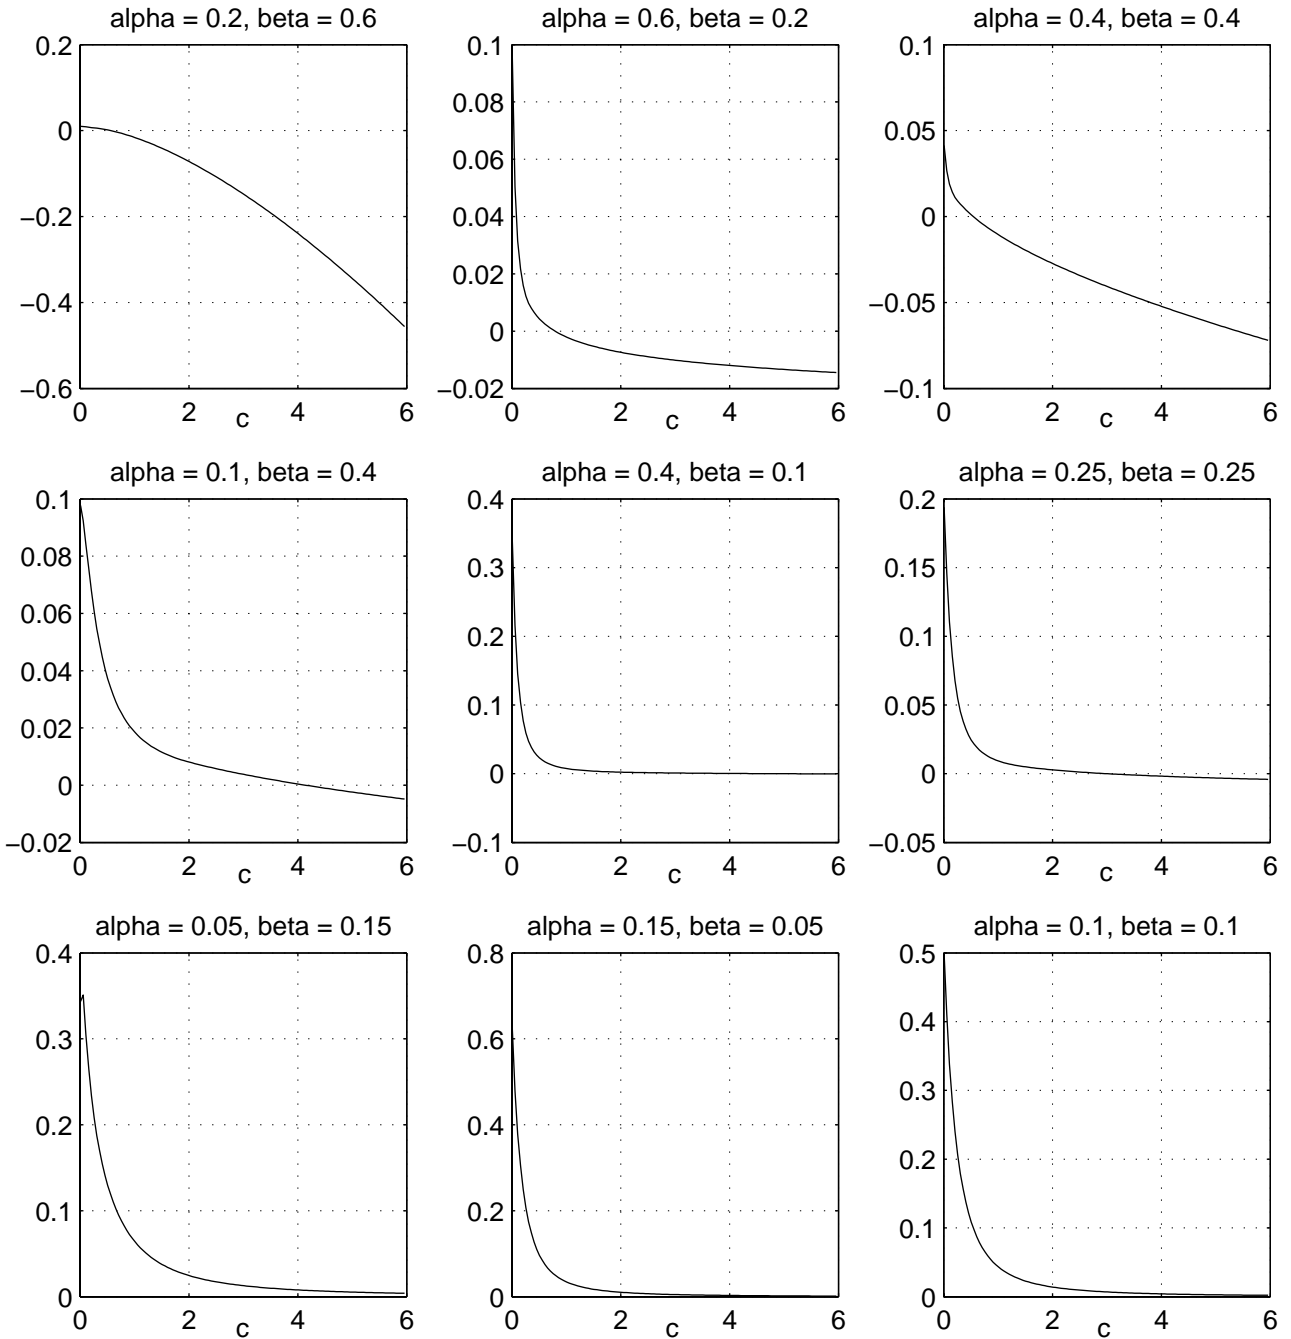 alpha = 0.2, beta = 0.6
0.2
0
−0.2
−0.4
−0.6
0 2 4 6
c
alpha = 0.6, beta = 0.2
0.1
0.08
0.06
0.04
0.02
0
−0.02
0 2 4 6
c
alpha = 0.4, beta = 0.4
0.1
0.05
0
−0.05
−0.1
0 2 4 6
c
alpha = 0.1, beta = 0.4
0.1
0.08
0.06
0.04
0.02
0
−0.02
0 2 4 6
c
alpha = 0.4, beta = 0.1
0.4
0.3
0.2
0.1
0
−0.1
0 2 4 6
c
alpha = 0.25, beta = 0.25
0.2
0.15
0.1
0.05
0
−0.05
0 2 4 6
c
alpha = 0.05, beta = 0.15
0.4
0.3
0.2
0.1
0
0 2 4 6
c
alpha = 0.15, beta = 0.05
0.8
0.6
0.4
0.2
0
0 2 4 6
c
alpha = 0.1, beta = 0.1
0.5
0.4
0.3
0.2
0.1
0
0 2 4 6
c